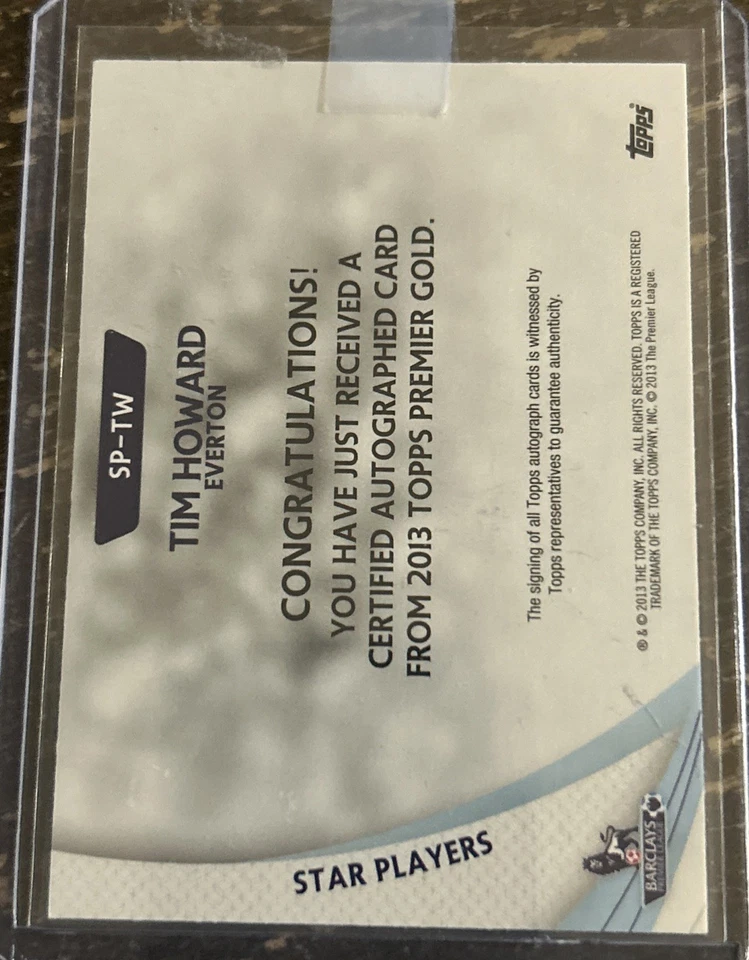 SP-TW
TIM HOWARD
EVERTON
CONGRATULATIONS!
YOU HAVE JUST RECEIVED A
CERTIFIED AUTOGRAPHED CARD
FROM 2013 TOPPS PREMIER GOLD.
The signing of all Topps autograph cards is witnessed by
Topps representatives to guarantee authenticity.
® & © 2013 THE TOPPS COMPANY, INC. ALL RIGHTS RESERVED. TOPPS IS A REGISTERED
TRADEMARK OF THE TOPPS COMPANY, INC. © 2013 The Premier League.
topps
STAR PLAYERS
BARCLAYS
PREMIER LEAGUE